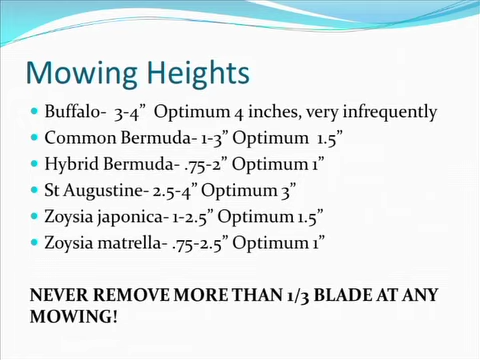 Mowing Heights
Buffalo-  3-4”  Optimum 4 inches, very infrequently
Common Bermuda- 1-3” Optimum  1.5”
Hybrid Bermuda- .75-2” Optimum 1”
St Augustine- 2.5-4” Optimum 3”
Zoysia japonica- 1-2.5” Optimum 1.5”
Zoysia matrella- .75-2.5” Optimum 1”
NEVER REMOVE MORE THAN 1/3 BLADE AT ANY
MOWING!